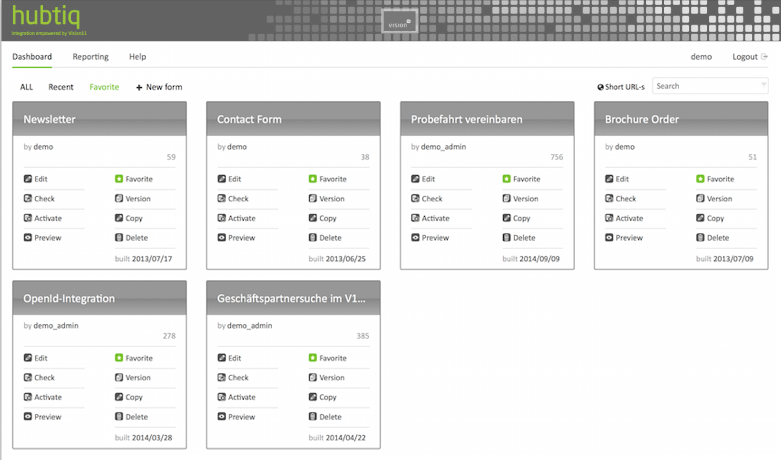 hubtiq
Integration empowered by Vision11
vision
Dashboard Reporting Help demo Logout
ALL Recent Favorite + New form Short URL-s Search
Newsletter Contact Form Probefahrt vereinbaren Brochure Order
by demo by demo by demo_admin by demo
59 38 756 51
Edit Favorite Edit Favorite Edit Favorite Edit Favorite
Check Version Check Version Check Version Check Version
Activate Copy Activate Copy Activate Copy Activate Copy
Preview Delete Preview Delete Preview Delete Preview Delete
built 2013/07/17 built 2013/06/25 built 2014/09/09 built 2013/07/09
OpenId-Integration Geschäftspartnersuche im V1...
by demo_admin by demo_admin
278 385
Edit Favorite Edit Favorite
Check Version Check Version
Activate Copy Activate Copy
Preview Delete Preview Delete
built 2014/03/28 built 2014/04/22